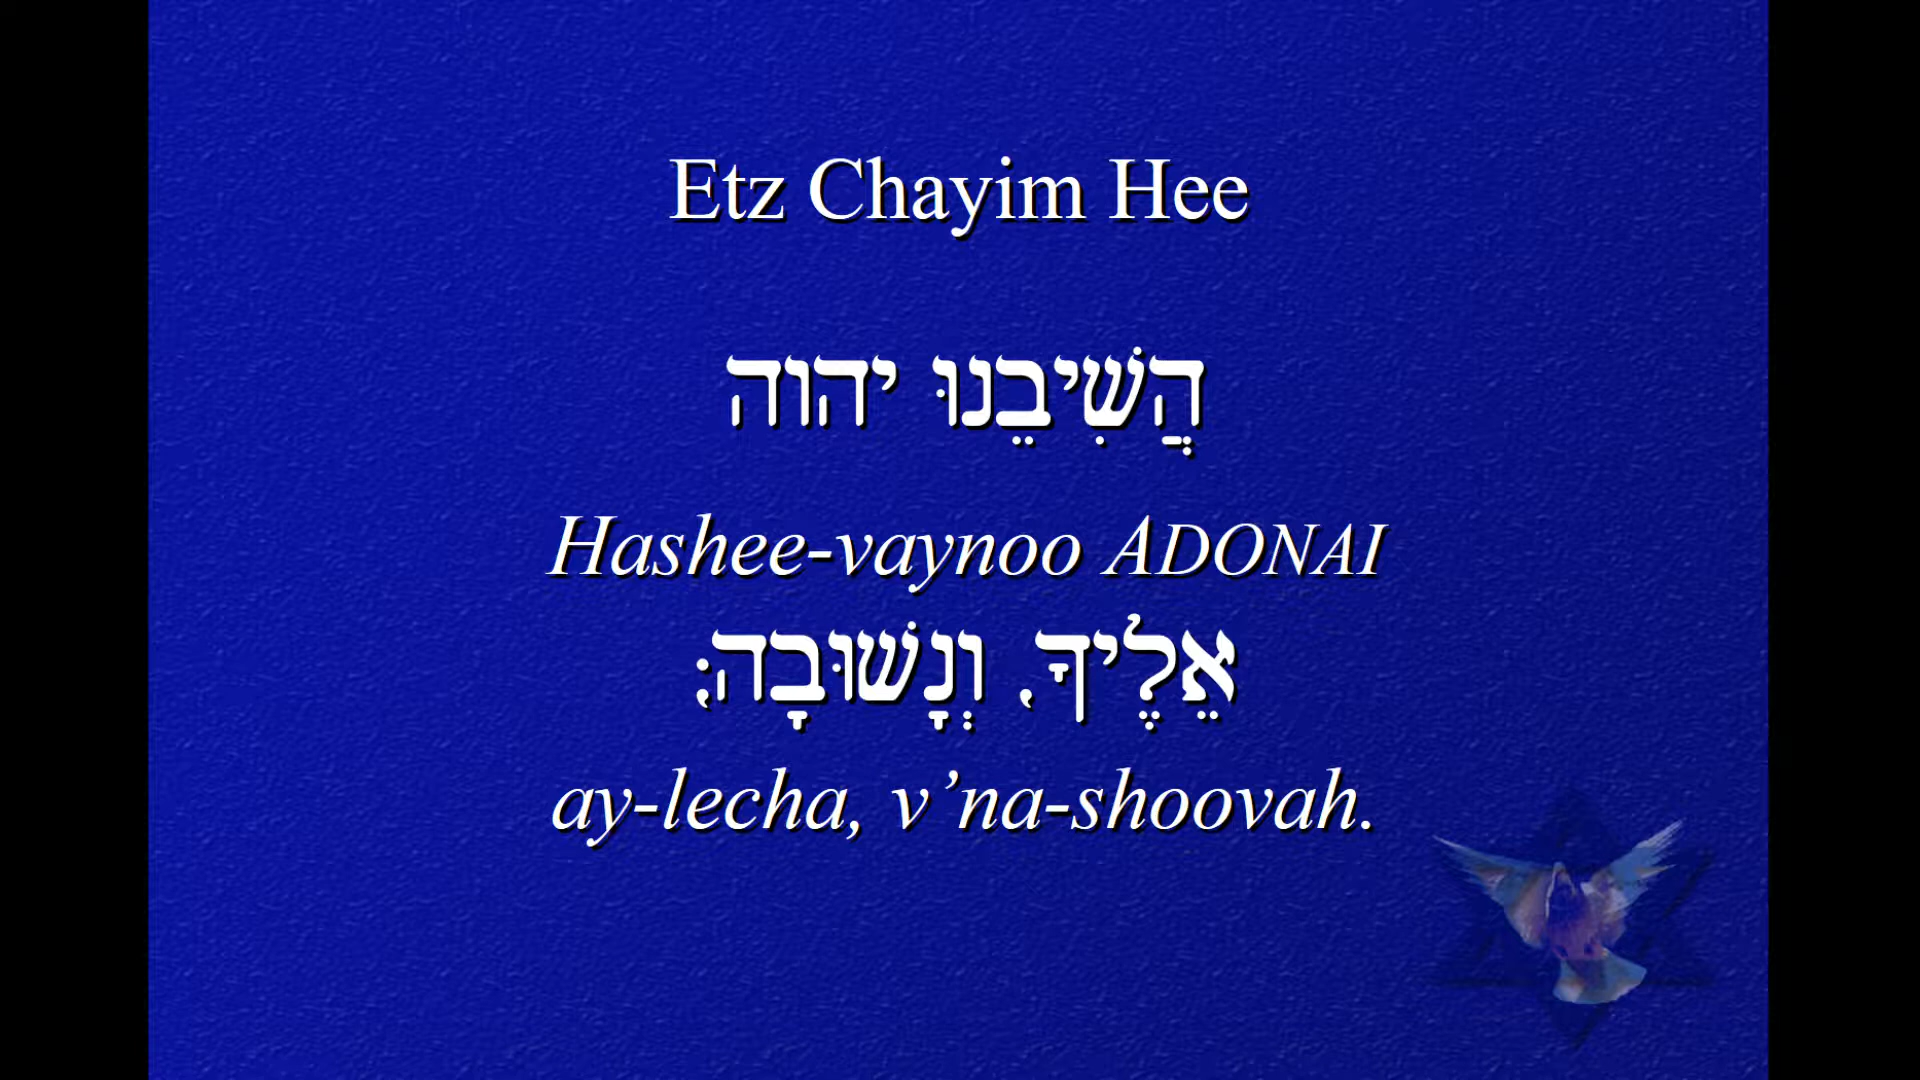 Etz Chayim Hee
הֲשִׁיבֵנוּ יהוה
Hashee-vaynoo ADONAI
אֵלֶיךָ, וְנָשׁוּבָה;
ay-lecha, v’na-shoovah.